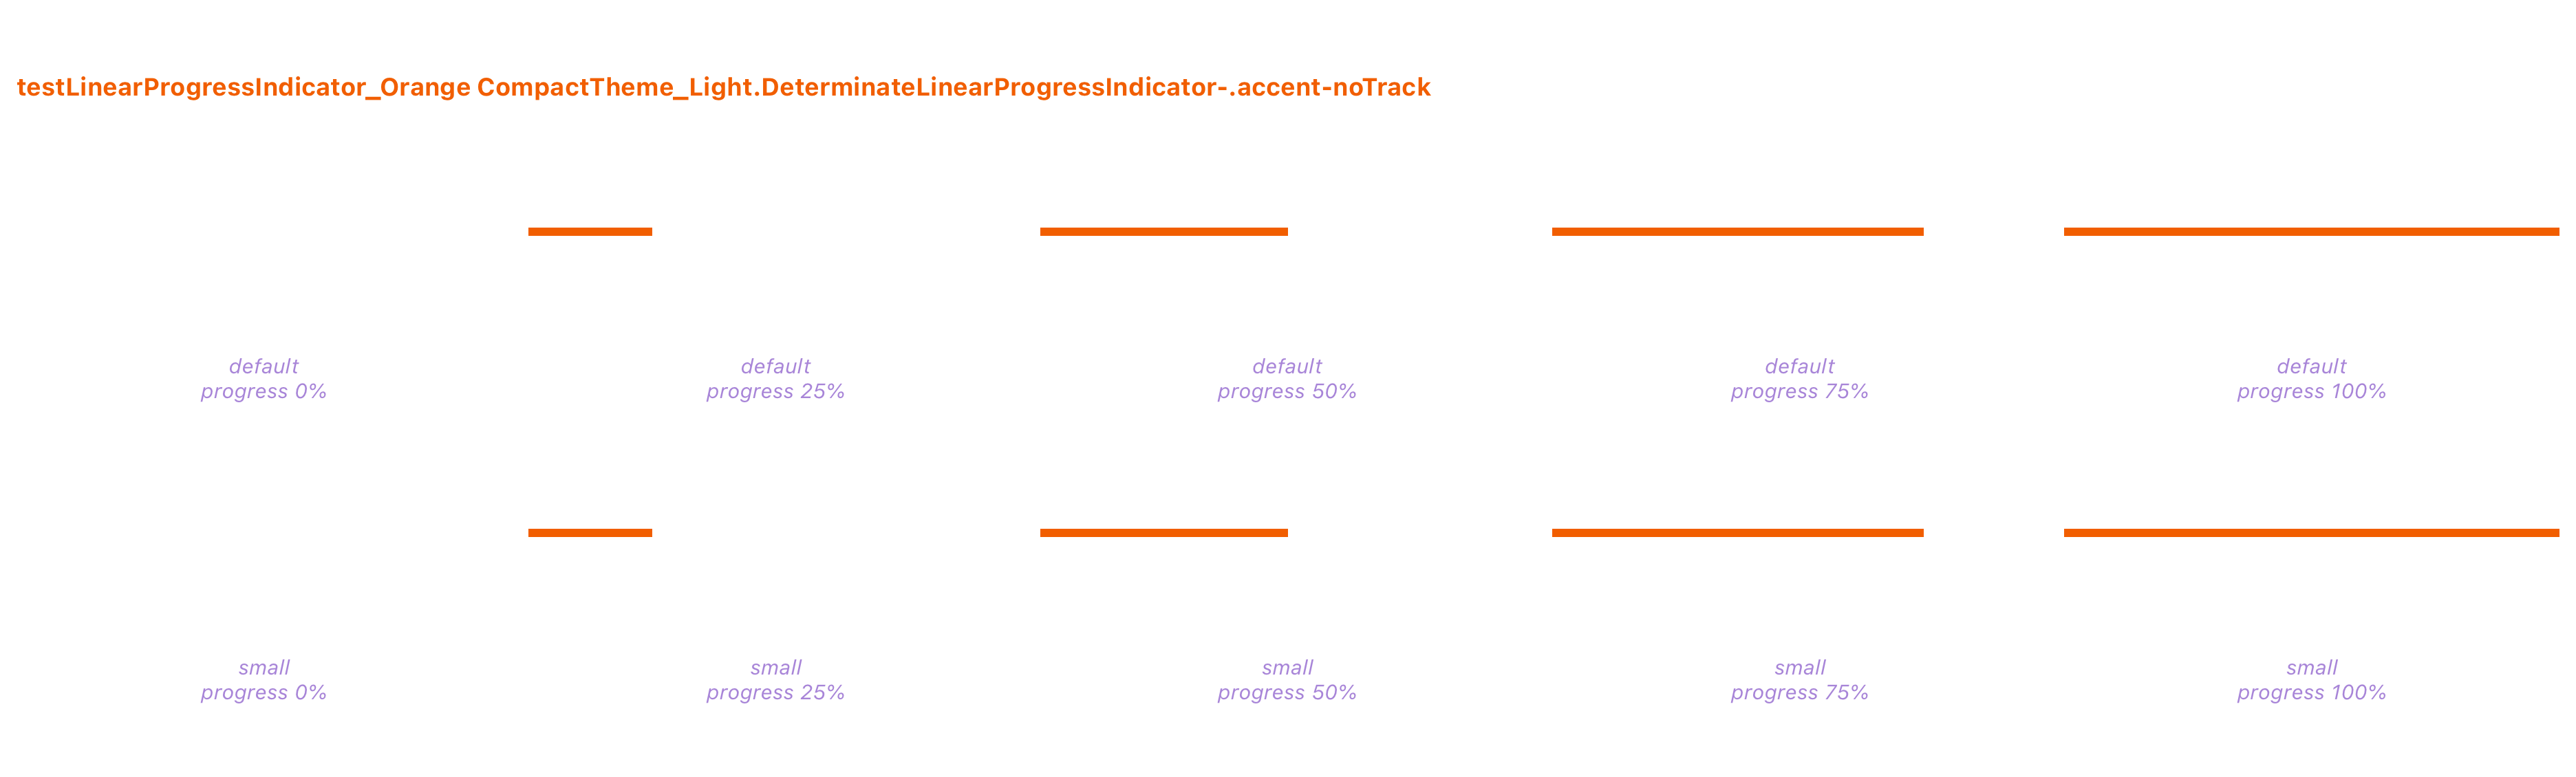 testLinearProgressIndicator_Orange CompactTheme_Light.DeterminateLinearProgressIndicator-.accent-noTrack
default
progress 0%
default
progress 25%
default
progress 50%
default
progress 75%
default
progress 100%
small
progress 0%
small
progress 25%
small
progress 50%
small
progress 75%
small
progress 100%